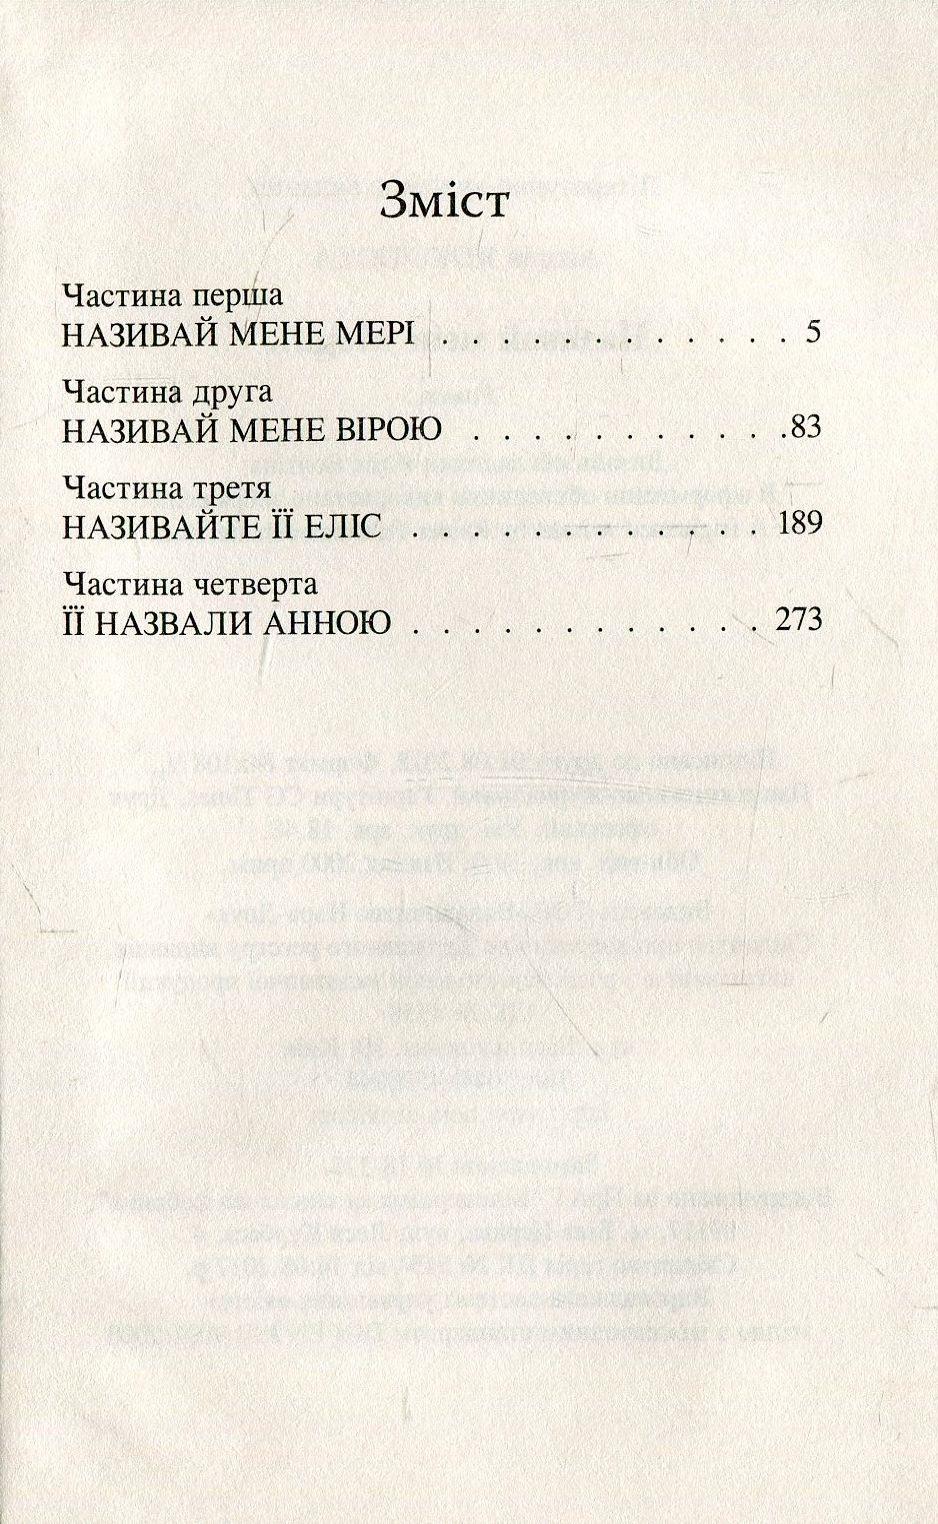 Зміст
Частина перша
НАЗИВАЙ МЕНЕ МЕРІ . . . . . . . . . . . . 5
Частина друга
НАЗИВАЙ МЕНЕ ВІРОЮ . . . . . . . . . . . 83
Частина третя
НАЗИВАЙТЕ ЇЇ ЕЛІС . . . . . . . . . . . . 189
Частина четверта
ЇЇ НАЗВАЛИ АННОЮ . . . . . . . . . . . . 273